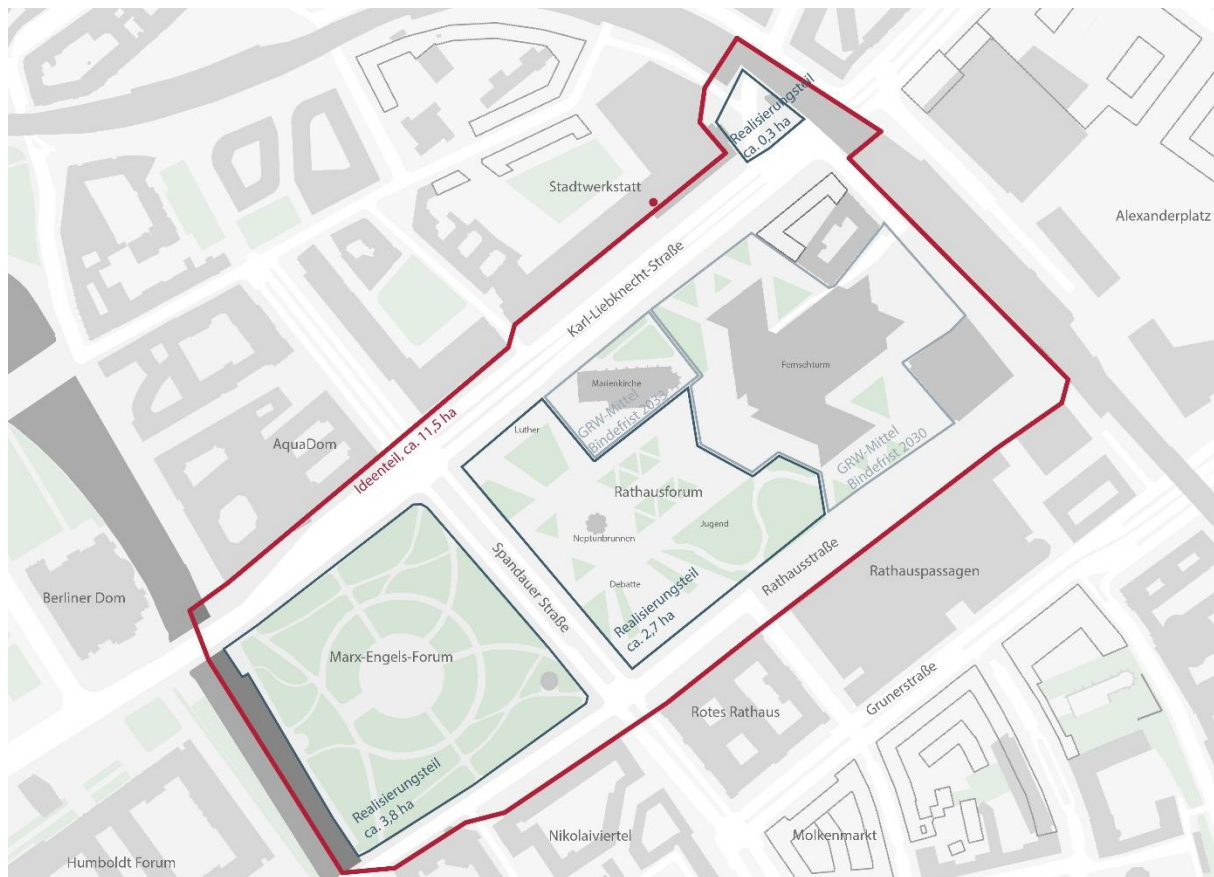 Realisierungsteil
ca. 0,3 ha
Stadtwerkstatt
Alexanderplatz
Karl-Liebknecht-Straße
Fernsehturm
Marienkirche
GRW-Mittel
Bindefrist 2033
Luther
Ideenteil, ca. 11,5 ha
AquaDom
GRW-Mittel
Bindefrist 2030
Rathausforum
Neptunbrunnen
Jugend
Debatte
Realisierungsteil
ca. 2,7 ha
Rathausstraße
Rathauspassagen
Spandauer Straße
Berliner Dom
Marx-Engels-Forum
Grunerstraße
Rotes Rathaus
Realisierungsteil
ca. 3,8 ha
Nikolaiviertel
Molkenmarkt
Humboldt Forum